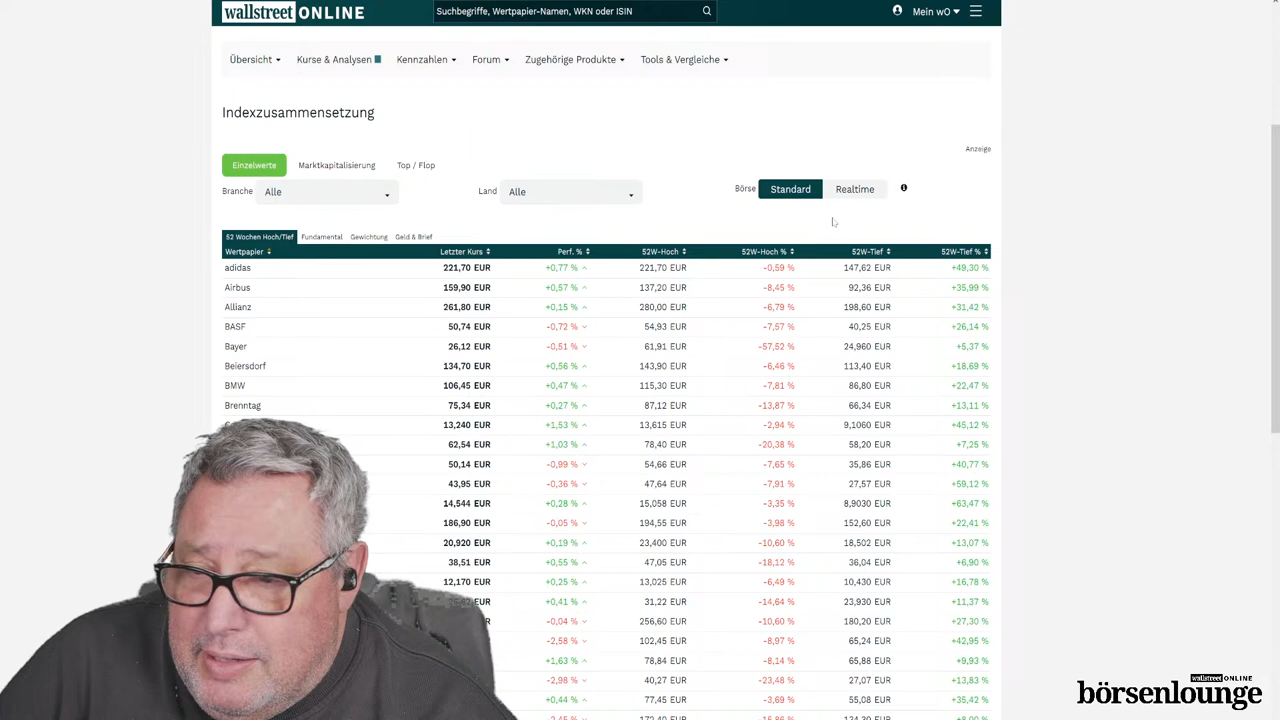 wallstreet ONLINE
Suchbegriffe, Wertpapier-Namen, WKN oder ISIN
Mein wO
Übersicht Kurse & Analysen Kennzahlen Forum Zugehörige Produkte Tools & Vergleiche
Indexzusammensetzung
Anzeige
Einzelwerte Marktkapitalisierung Top / Flop
Branche Alle Land Alle Börse Standard Realtime
52 Wochen Hoch/Tief Fundamental Gewichtung Geld & Brief
Wertpapier Letzter Kurs Perf. % 52W-Hoch 52W-Hoch % 52W-Tief 52W-Tief %
adidas 221,70 EUR +0,77 % 221,70 EUR -0,59 % 147,62 EUR +49,30 %
Airbus 159,90 EUR +0,57 % 137,20 EUR -8,45 % 92,36 EUR +35,99 %
Allianz 261,80 EUR +0,15 % 280,00 EUR -6,79 % 198,60 EUR +31,42 %
BASF 50,74 EUR -0,72 % 54,93 EUR -7,57 % 40,25 EUR +26,14 %
Bayer 26,12 EUR -0,51 % 61,91 EUR -57,52 % 24,960 EUR +5,37 %
Beiersdorf 134,70 EUR +0,56 % 143,90 EUR -6,46 % 113,40 EUR +18,69 %
BMW 106,45 EUR +0,47 % 115,30 EUR -7,81 % 86,80 EUR +22,47 %
Brenntag 75,34 EUR +0,27 % 87,12 EUR -13,87 % 66,34 EUR +13,11 %
13,240 EUR +1,53 % 13,615 EUR -2,94 % 9,1060 EUR +45,12 %
62,54 EUR +1,03 % 78,40 EUR -20,38 % 58,20 EUR +7,25 %
50,14 EUR -0,99 % 54,66 EUR -7,65 % 35,86 EUR +40,77 %
43,95 EUR -0,36 % 47,64 EUR -7,91 % 27,57 EUR +59,12 %
14,544 EUR +0,28 % 15,058 EUR -3,35 % 8,9030 EUR +63,47 %
186,90 EUR -0,05 % 194,55 EUR -3,98 % 152,60 EUR +22,41 %
20,920 EUR +0,19 % 23,400 EUR -10,60 % 18,502 EUR +13,07 %
38,51 EUR +0,55 % 47,05 EUR -18,12 % 36,04 EUR +6,90 %
12,170 EUR +0,25 % 13,025 EUR -6,49 % 10,430 EUR +16,78 %
EUR +0,41 % 31,22 EUR -14,64 % 23,930 EUR +11,37 %
EUR -0,04 % 256,60 EUR -10,60 % 180,20 EUR +27,30 %
EUR -2,58 % 102,45 EUR -8,97 % 65,24 EUR +42,95 %
EUR +1,63 % 78,84 EUR -8,14 % 65,88 EUR +9,93 %
EUR -2,98 % 40,27 EUR -23,48 % 27,07 EUR +13,83 %
+0,44 % 77,45 EUR -3,69 % 55,08 EUR +35,42 %
wallstreet ONLINE
börsenlounge